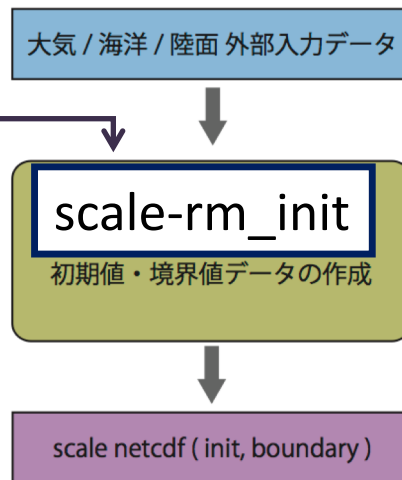 大気 / 海洋 / 陸面 外部入力データ
scale-rm_init
初期値・境界値データの作成
scale netcdf ( init, boundary )